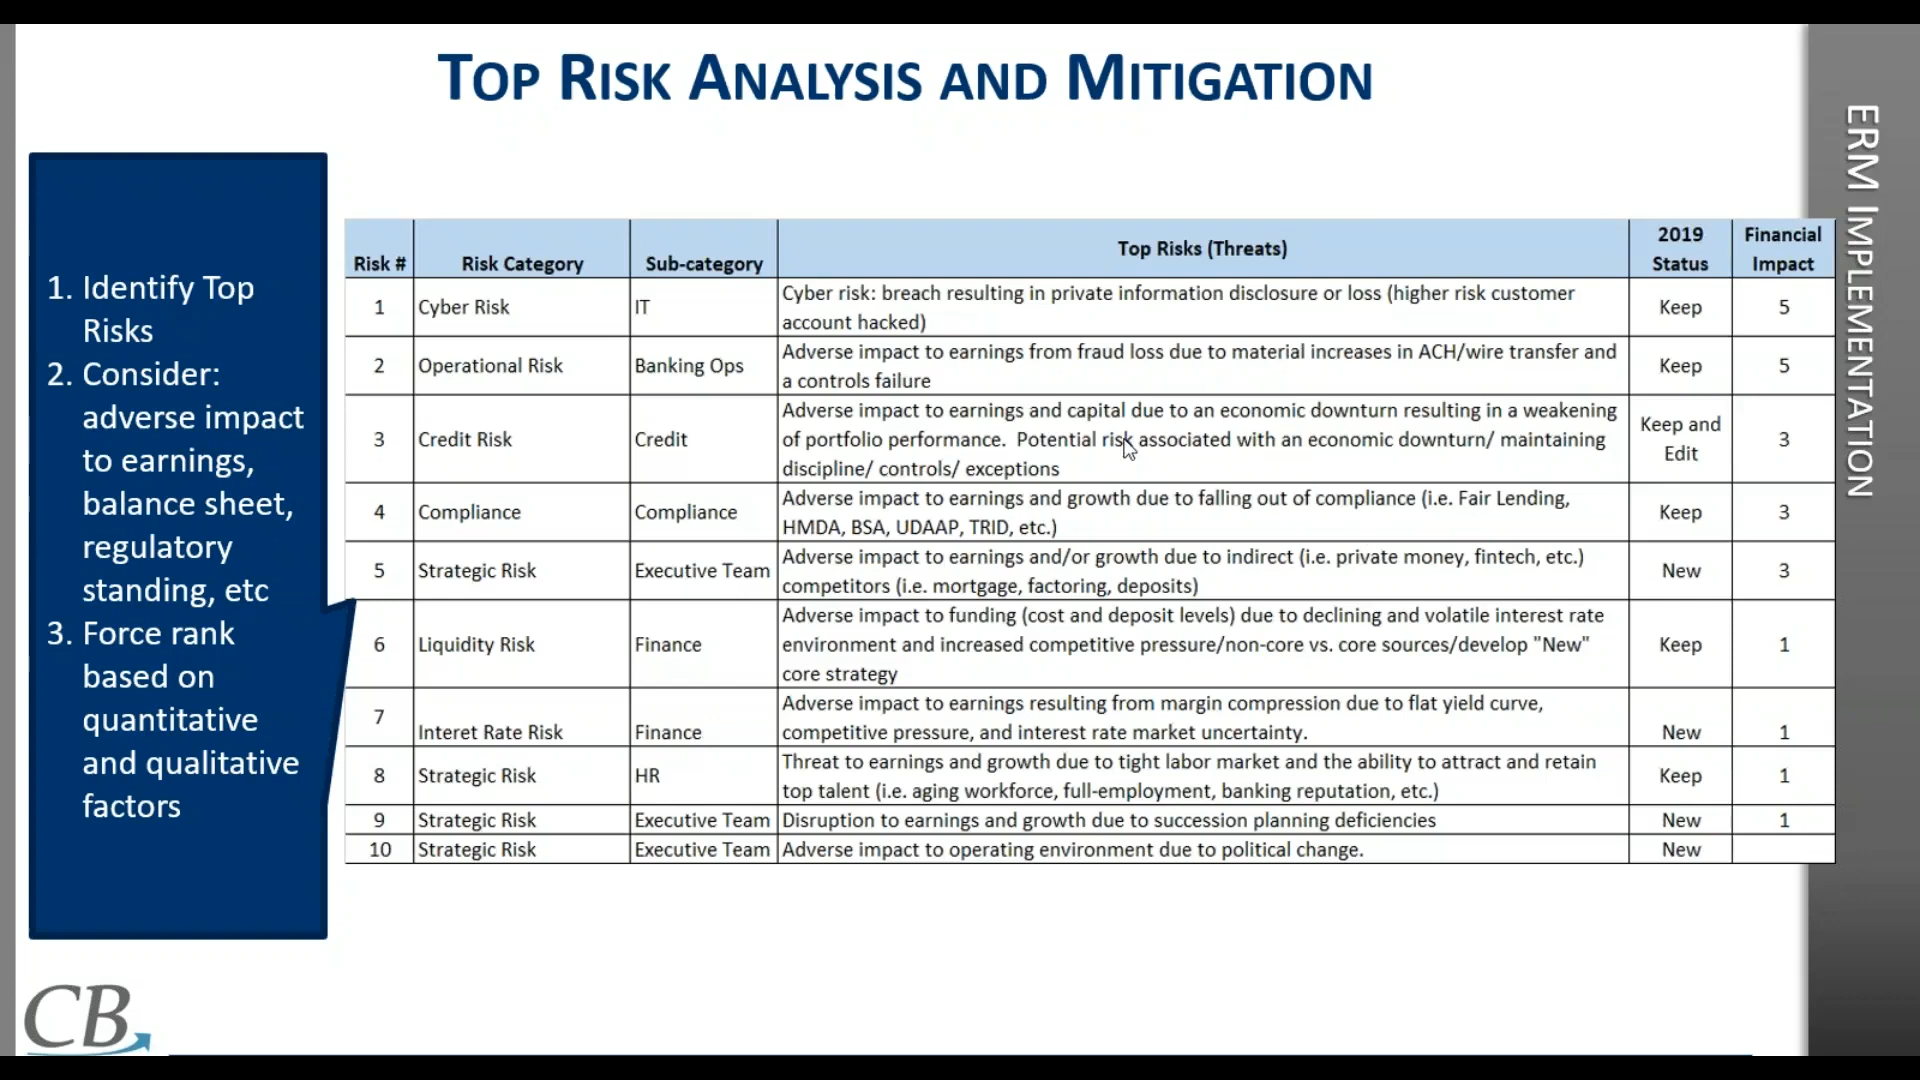 TOP RISK ANALYSIS AND MITIGATION
ERM IMPLEMENTATION
1. Identify Top
Risks
2. Consider:
adverse impact
to earnings,
balance sheet,
regulatory
standing, etc
3. Force rank
based on
quantitative
and qualitative
factors
Risk # Risk Category Sub-category Top Risks (Threats) 2019 Status Financial Impact
1 Cyber Risk IT Cyber risk: breach resulting in private information disclosure or loss (higher risk customer
account hacked) Keep 5
2 Operational Risk Banking Ops Adverse impact to earnings from fraud loss due to material increases in ACH/wire transfer and
a controls failure Keep 5
3 Credit Risk Credit Adverse impact to earnings and capital due to an economic downturn resulting in a weakening
of portfolio performance. Potential risk associated with an economic downturn/ maintaining
discipline/ controls/ exceptions Keep and Edit 3
4 Compliance Compliance Adverse impact to earnings and growth due to falling out of compliance (i.e. Fair Lending,
HMDA, BSA, UDAAP, TRID, etc.) Keep 3
5 Strategic Risk Executive Team Adverse impact to earnings and/or growth due to indirect (i.e. private money, fintech, etc.)
competitors (i.e. mortgage, factoring, deposits) New 3
6 Liquidity Risk Finance Adverse impact to funding (cost and deposit levels) due to declining and volatile interest rate
environment and increased competitive pressure/non-core vs. core sources/develop "New"
core strategy Keep 1
7 Interet Rate Risk Finance Adverse impact to earnings resulting from margin compression due to flat yield curve,
competitive pressure, and interest rate market uncertainty. New 1
8 Strategic Risk HR Threat to earnings and growth due to tight labor market and the ability to attract and retain
top talent (i.e. aging workforce, full-employment, banking reputation, etc.) Keep 1
9 Strategic Risk Executive Team Disruption to earnings and growth due to succession planning deficiencies New 1
10 Strategic Risk Executive Team Adverse impact to operating environment due to political change. New
CB